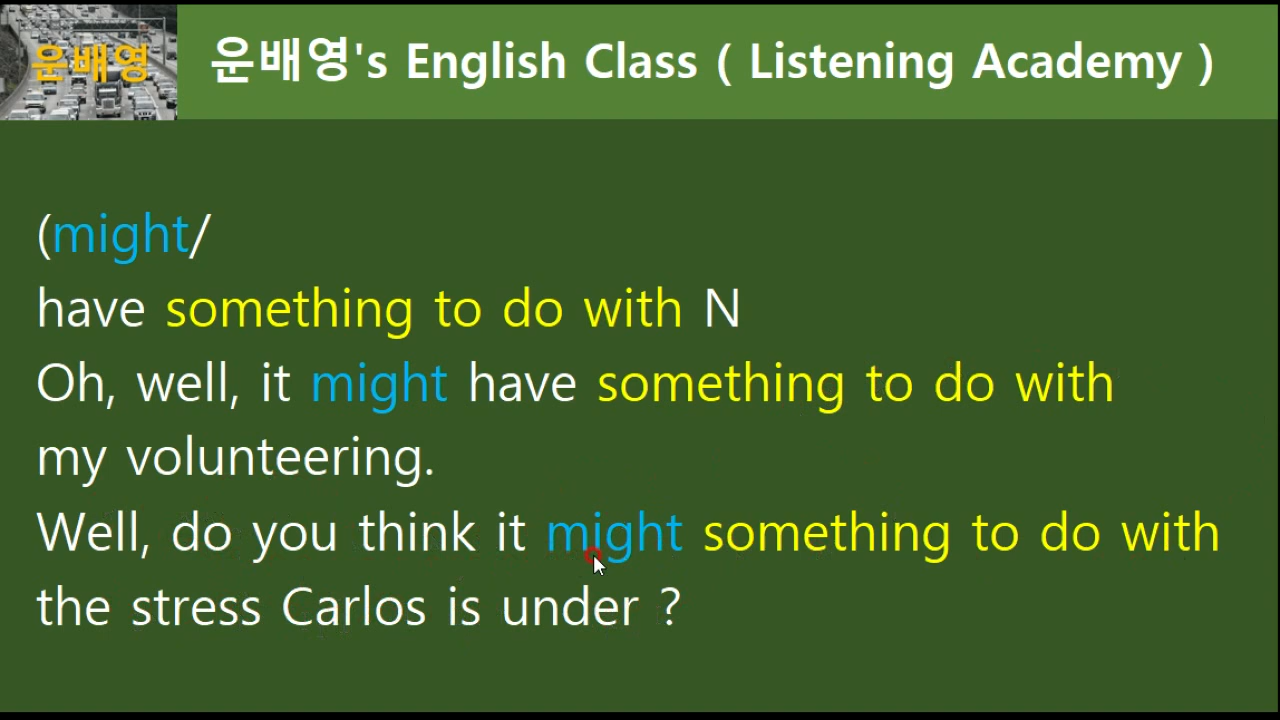 운배영
운배영's English Class ( Listening Academy )
(might/
have something to do with N
Oh, well, it might have something to do with
my volunteering.
Well, do you think it might something to do with
the stress Carlos is under ?